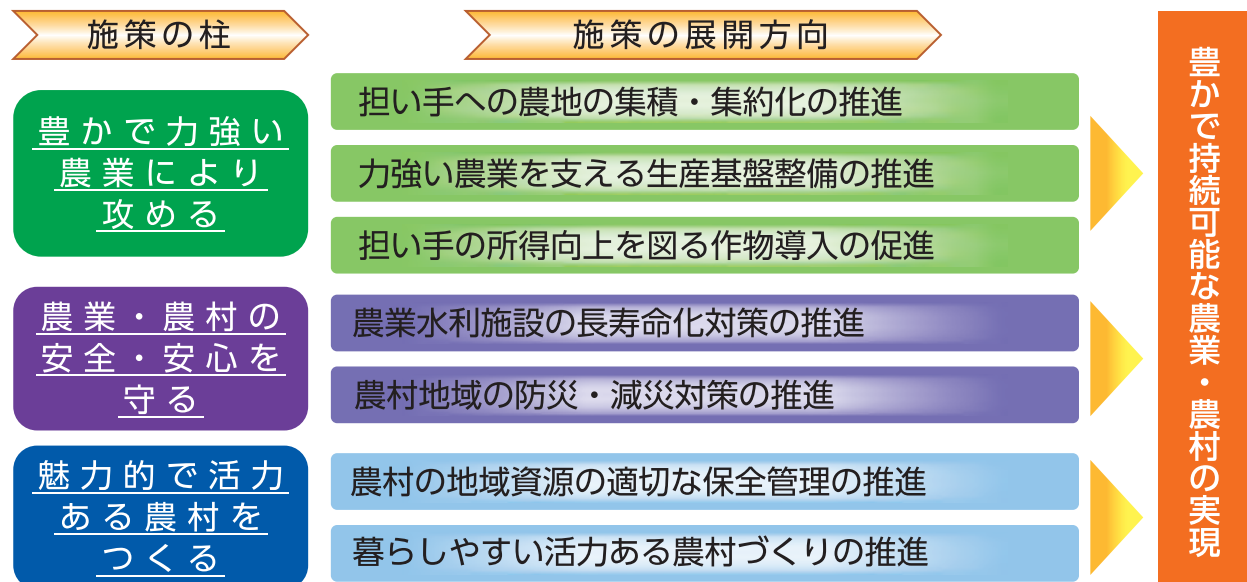 施策の柱
施策の展開方向
豊かで力強い
農業により
攻める
担い手への農地の集積・集約化の推進
力強い農業を支える生産基盤整備の推進
担い手の所得向上を図る作物導入の促進
農業・農村の
安全・安心を
守る
農業水利施設の長寿命化対策の推進
農村地域の防災・減災対策の推進
魅力的で活力
ある農村を
つくる
農村の地域資源の適切な保全管理の推進
暮らしやすい活力ある農村づくりの推進
豊かで持続可能な農業・農村の実現